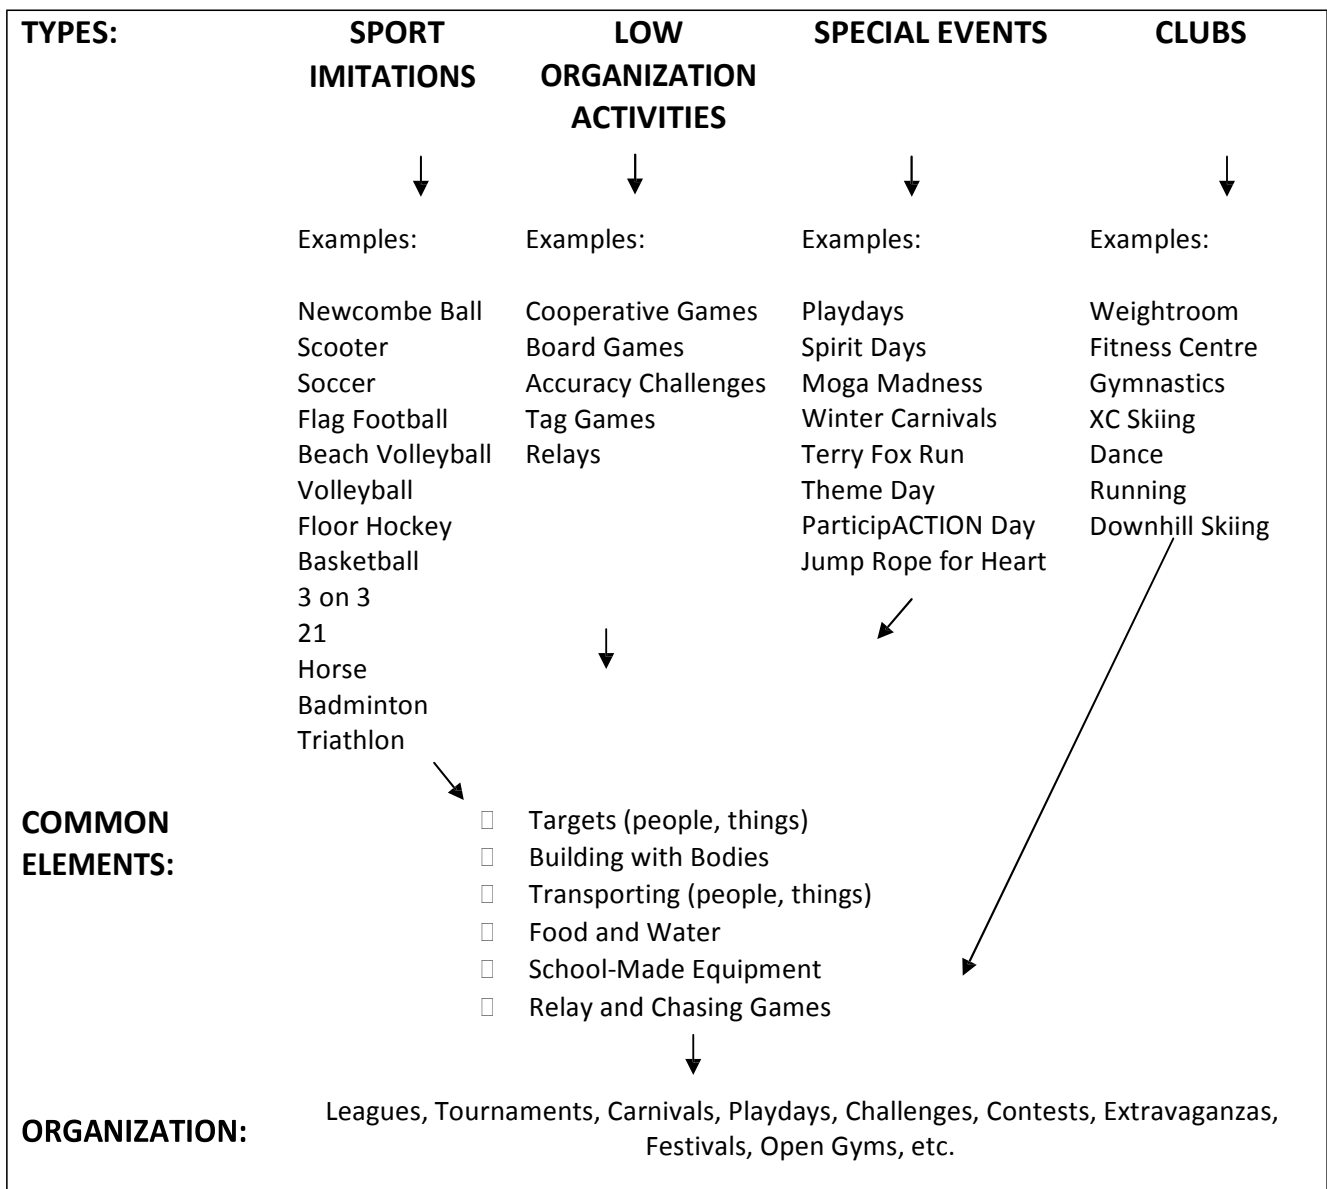 TYPES:
SPORT
IMITATIONS
LOW
ORGANIZATION
ACTIVITIES
SPECIAL EVENTS
CLUBS
Examples:
Newcombe Ball
Scooter
Soccer
Flag Football
Beach Volleyball
Volleyball
Floor Hockey
Basketball
3 on 3
21
Horse
Badminton
Triathlon
Examples:
Cooperative Games
Board Games
Accuracy Challenges
Tag Games
Relays
Examples:
Playdays
Spirit Days
Moga Madness
Winter Carnivals
Terry Fox Run
Theme Day
ParticipACTION Day
Jump Rope for Heart
Examples:
Weightroom
Fitness Centre
Gymnastics
XC Skiing
Dance
Running
Downhill Skiing
COMMON
ELEMENTS:
Targets (people, things)
Building with Bodies
Transporting (people, things)
Food and Water
School-Made Equipment
Relay and Chasing Games
ORGANIZATION:
Leagues, Tournaments, Carnivals, Playdays, Challenges, Contests, Extravaganzas,
Festivals, Open Gyms, etc.